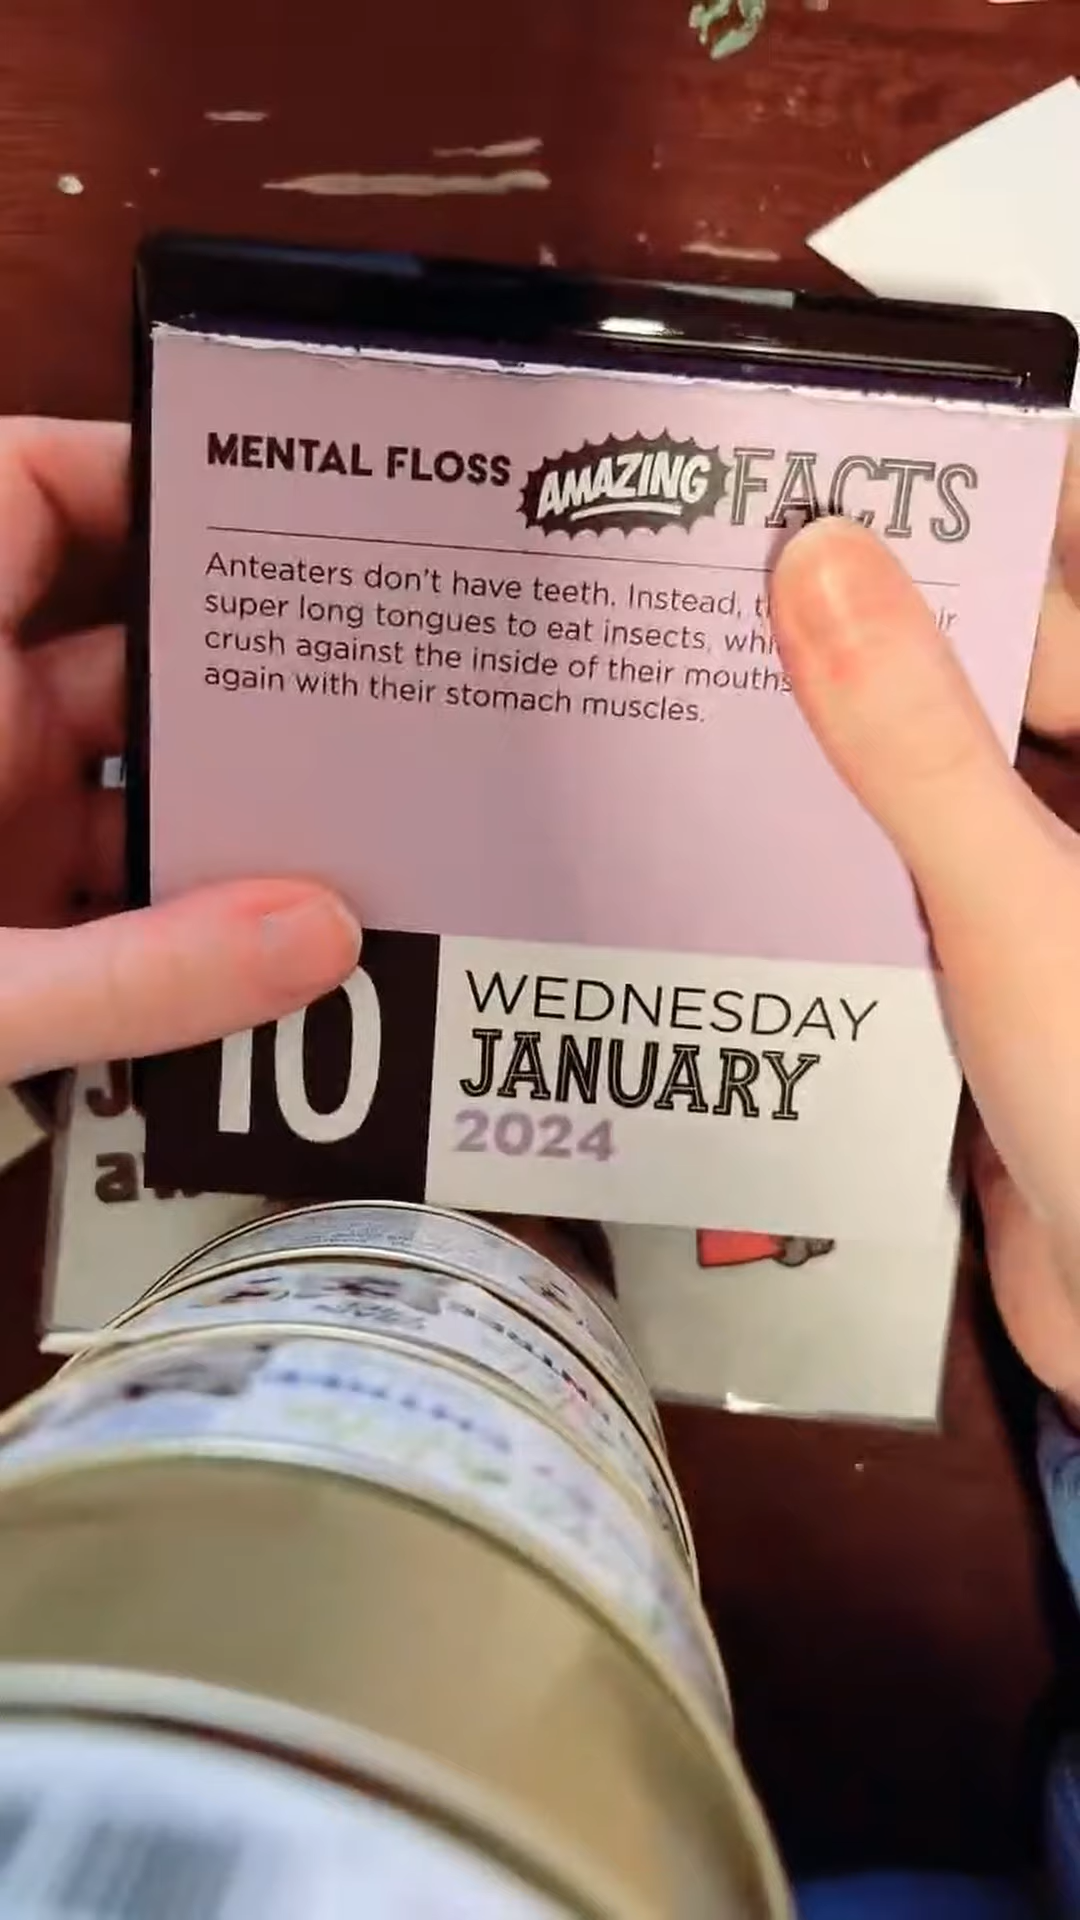 MENTAL FLOSS AMAZING FACTS
Anteaters don't have teeth. Instead,
super long tongues to eat insects,
crush against the inside of their mouths
again with their stomach muscles.
10
WEDNESDAY
JANUARY
2024